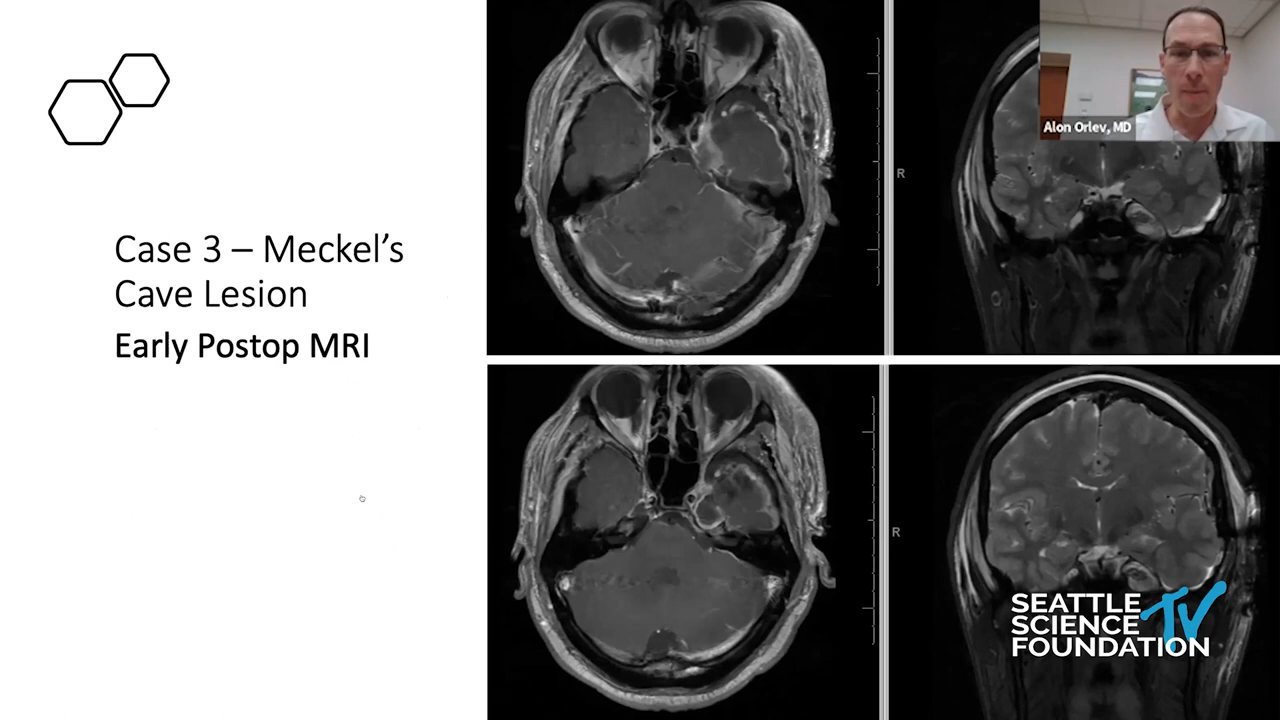 Case 3 – Meckel’s
Cave Lesion
Early Postop MRI
R
Alon Orlev, MD
R
SEATTLE
SCIENCE TV
FOUNDATION